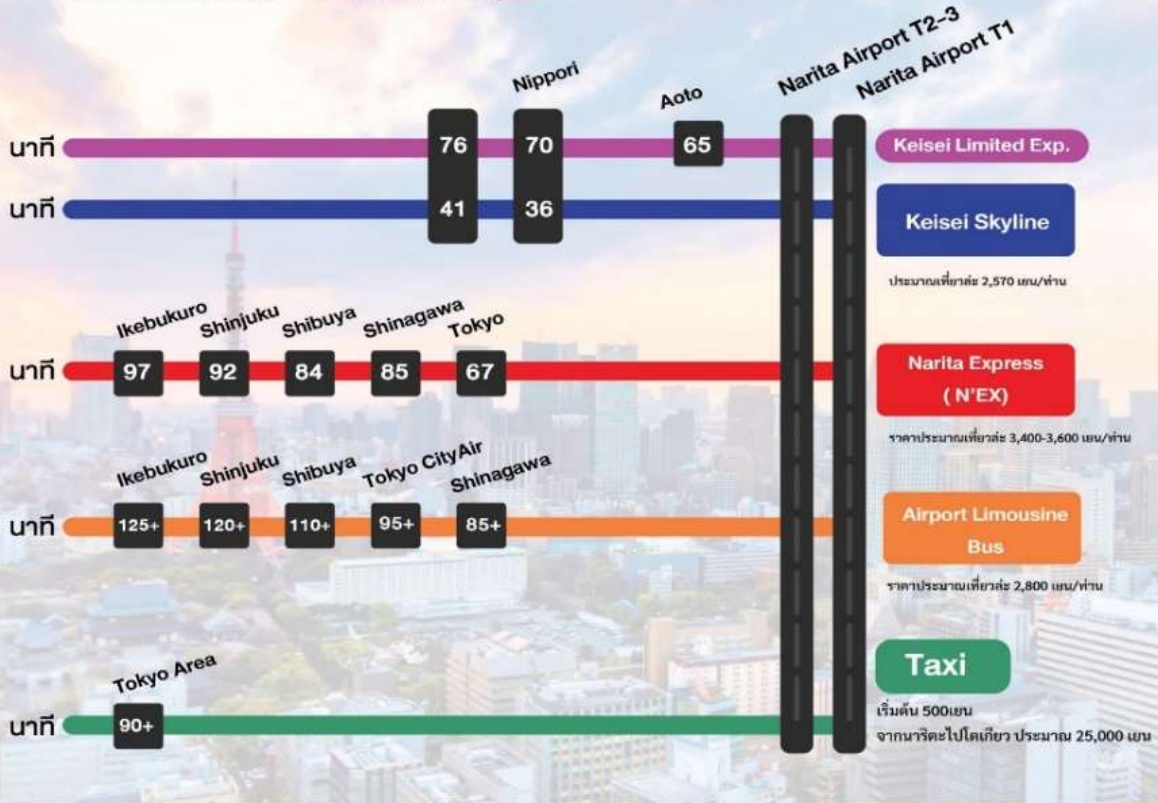 Narita Airport T2-3
Narita Airport T1
Nippori
Aoto
นาที
76
70
65
Keisei Limited Exp.
นาที
41
36
Keisei Skyline
ประมาณเที่ยวล่ะ 2,570 เยน/ท่าน
Ikebukuro
Shinjuku
Shibuya
Shinagawa
Tokyo
นาที
97
92
84
85
67
Narita Express
( N'EX)
ราคาประมาณเที่ยวล่ะ 3,400-3,600 เยน/ท่าน
Ikebukuro
Shinjuku
Shibuya
Tokyo CityAir
Shinagawa
นาที
125+
120+
110+
95+
85+
Airport Limousine
Bus
ราคาประมาณเที่ยวล่ะ 2,800 เยน/ท่าน
Tokyo Area
นาที
90+
Taxi
เริ่มต้น 500เยน
จากนาริตะไปโตเกียว ประมาณ 25,000 เยน